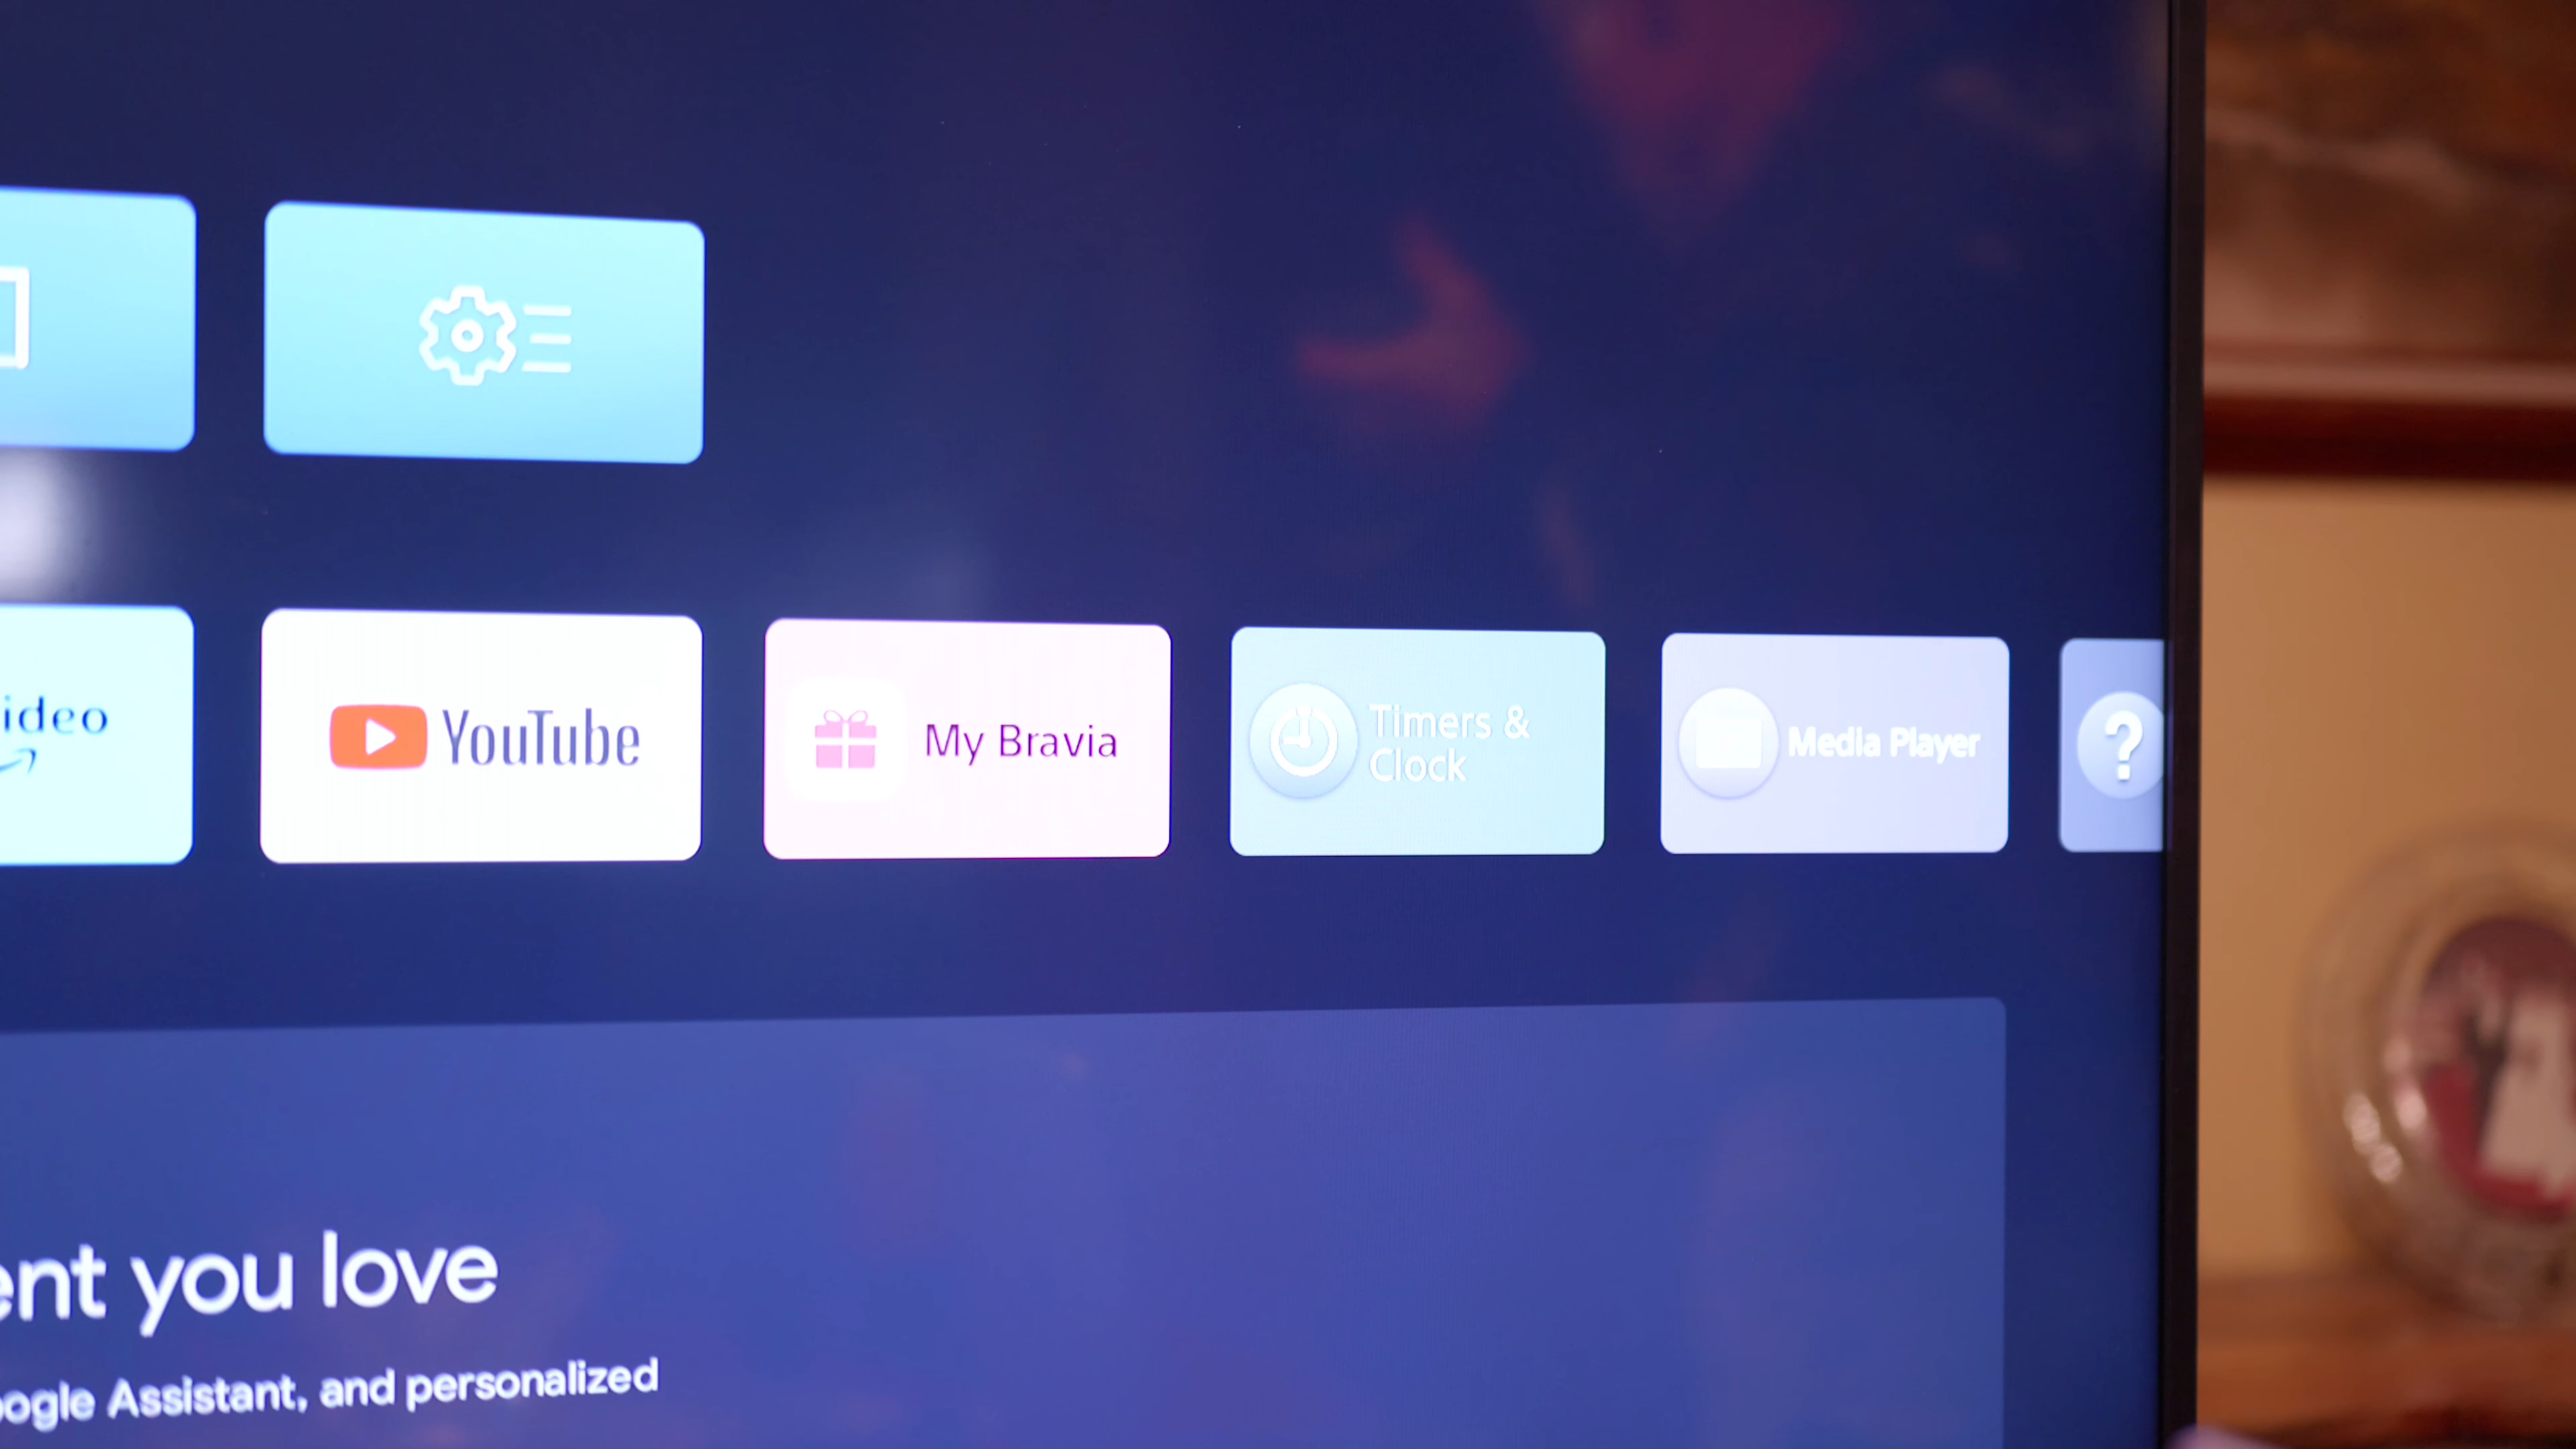 ideo
YouTube
My Bravia
Timers &
Clock
Media Player
?
ent you love
ogle Assistant, and personalized